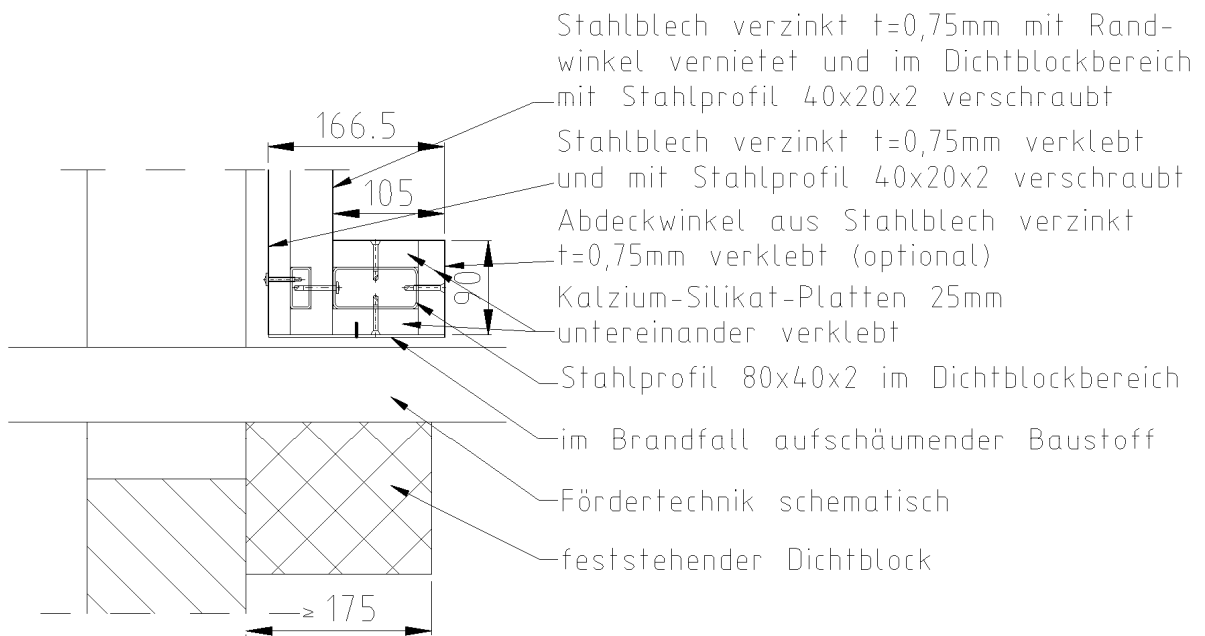 Stahlblech verzinkt t=0,75mm mit Rand-
winkel vernietet und im Dichtblockbereich
mit Stahlprofil 40x20x2 verschraubt
166.5
Stahlblech verzinkt t=0,75mm verklebt
und mit Stahlprofil 40x20x2 verschraubt
105
Abdeckwinkel aus Stahlblech verzinkt
t=0,75mm verklebt (optional)
90
Kalzium-Silikat-Platten 25mm
untereinander verklebt
Stahlprofil 80x40x2 im Dichtblockbereich
im Brandfall aufschäumender Baustoff
Fördertechnik schematisch
feststehender Dichtblock
≥ 175